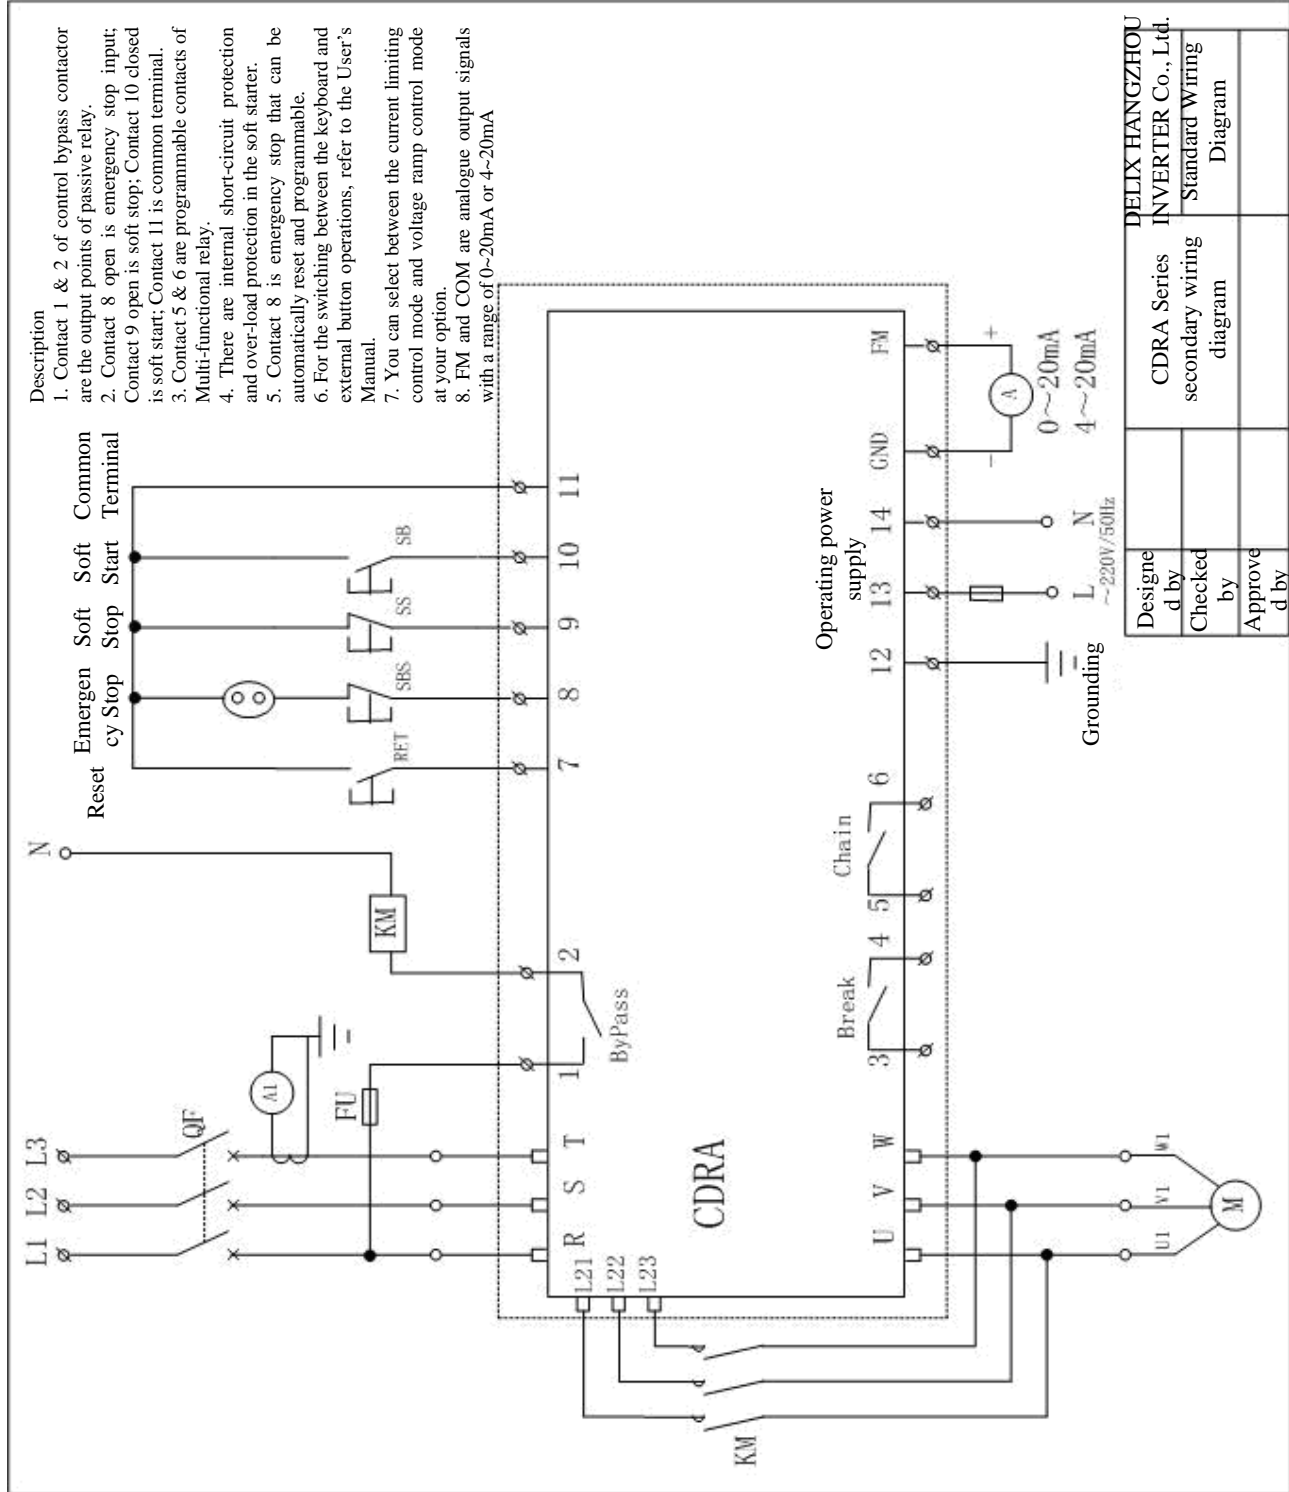 Description
1. Contact 1 & 2 of control bypass contactor
are the output points of passive relay.
2. Contact 8 open is emergency stop input;
Contact 9 open is soft stop; Contact 10 closed
is soft start; Contact 11 is common terminal.
3. Contact 5 & 6 are programmable contacts of
Multi-functional relay.
4. There are internal short-circuit protection
and over-load protection in the soft starter.
5. Contact 8 is emergency stop that can be
automatically reset and programmable.
6. For the switching between the keyboard and
external button operations, refer to the User's
Manual.
7. You can select between the current limiting
control mode and voltage ramp control mode
at your option.
8. FM and COM are analogue output signals
with a range of 0~20mA or 4~20mA
L1 L2 L3
N
Reset
Emergen
cy Stop
Soft
Stop
Soft
Start
Common
Terminal
QF
A1
FU
KM
RET
SBS
SS
SB
R S T
1 2
7 8 9 10 11
ByPass
L21
L22
L23
CDRA
KM
Break
Chain
Operating power
supply
U V W
3 4 5 6
12 13 14
GND FM
U1 V1 W1
M
Grounding
L N
~220V/50Hz
- A +
0~20mA
4~20mA
Designe
d by
Checked
by
Approve
d by
CDRA Series
secondary wiring
diagram
DELIX HANGZHOU
INVERTER Co., Ltd.
Standard Wiring
Diagram